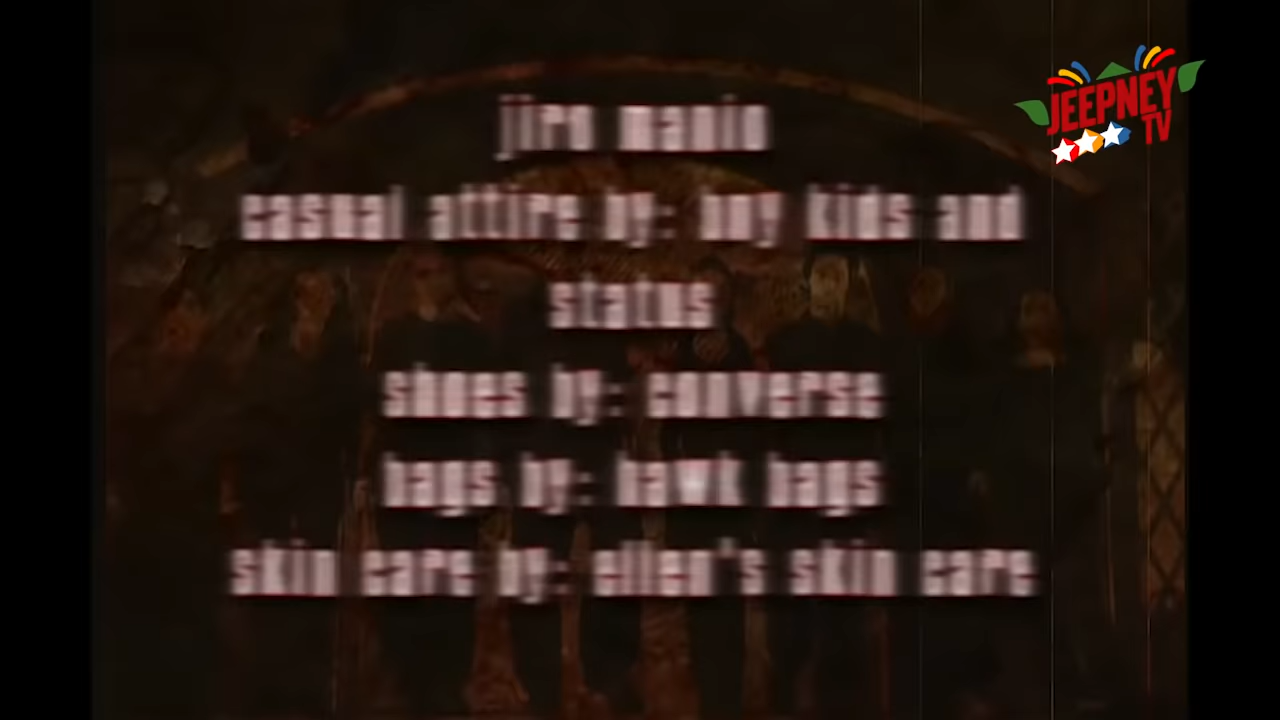 jiro manio
casual attire by: boy kids and
status
shoes by: converse
bags by: hawk bags
skin care by: ellen's skin care
JEEPNEY
TV